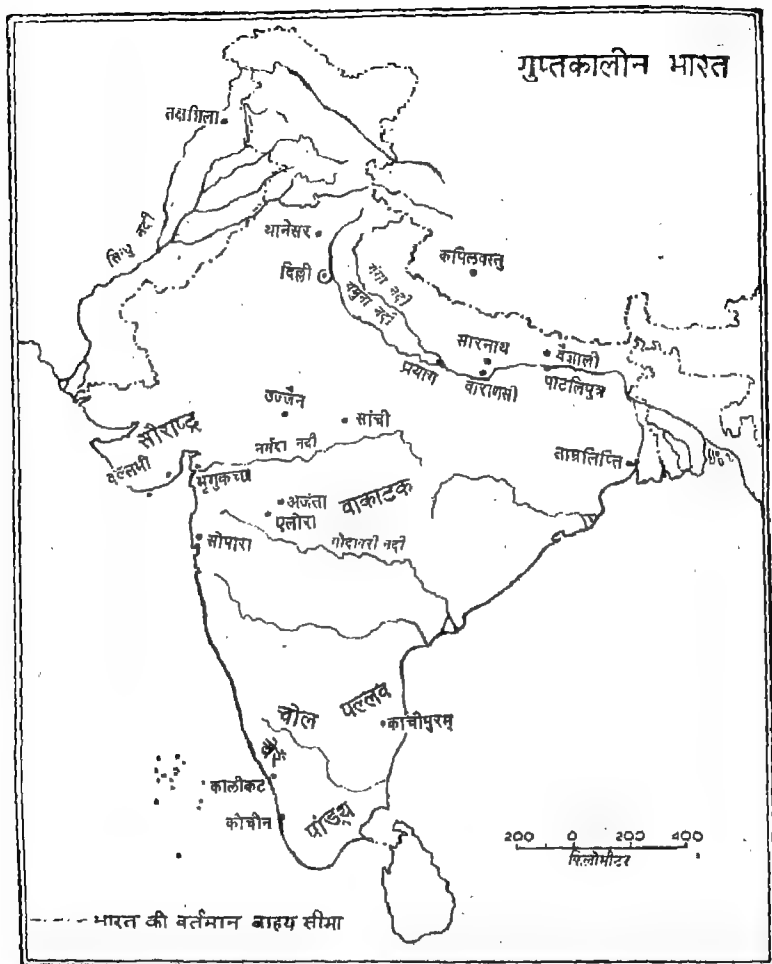 गुप्तकालीन भारत
तक्षशिला
सिन्धु नदी
थानेसर
दिल्ली
गंगा नदी
यमुना नदी
कपिलवस्तु
सारनाथ
वैशाली
प्रयाग
वाराणसी
पाटलिपुत्र
उज्जैन
सांची
सौराष्ट्र
नर्मदा नदी
वल्लभी
भृगुकच्छ
ताम्रलिप्ति
अजंता
वाकाटक
एलोरा
सोपारा
गोदावरी नदी
चोल
पल्लव
कांचीपुरम्
कालीकट
कोचीन
पांड्य
200 0 200 400
किलोमीटर
भारत की वर्तमान बाहय सीमा